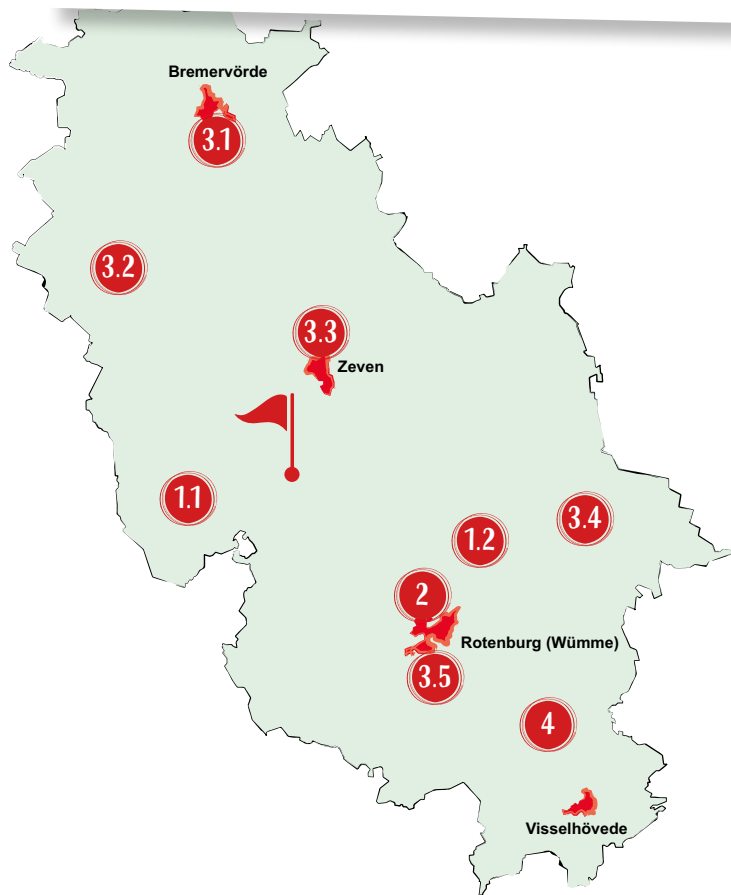 Bremervörde
3.1
3.2
3.3
Zeven
1.1
3.4
1.2
2
Rotenburg (Wümme)
3.5
4
Visselhövede